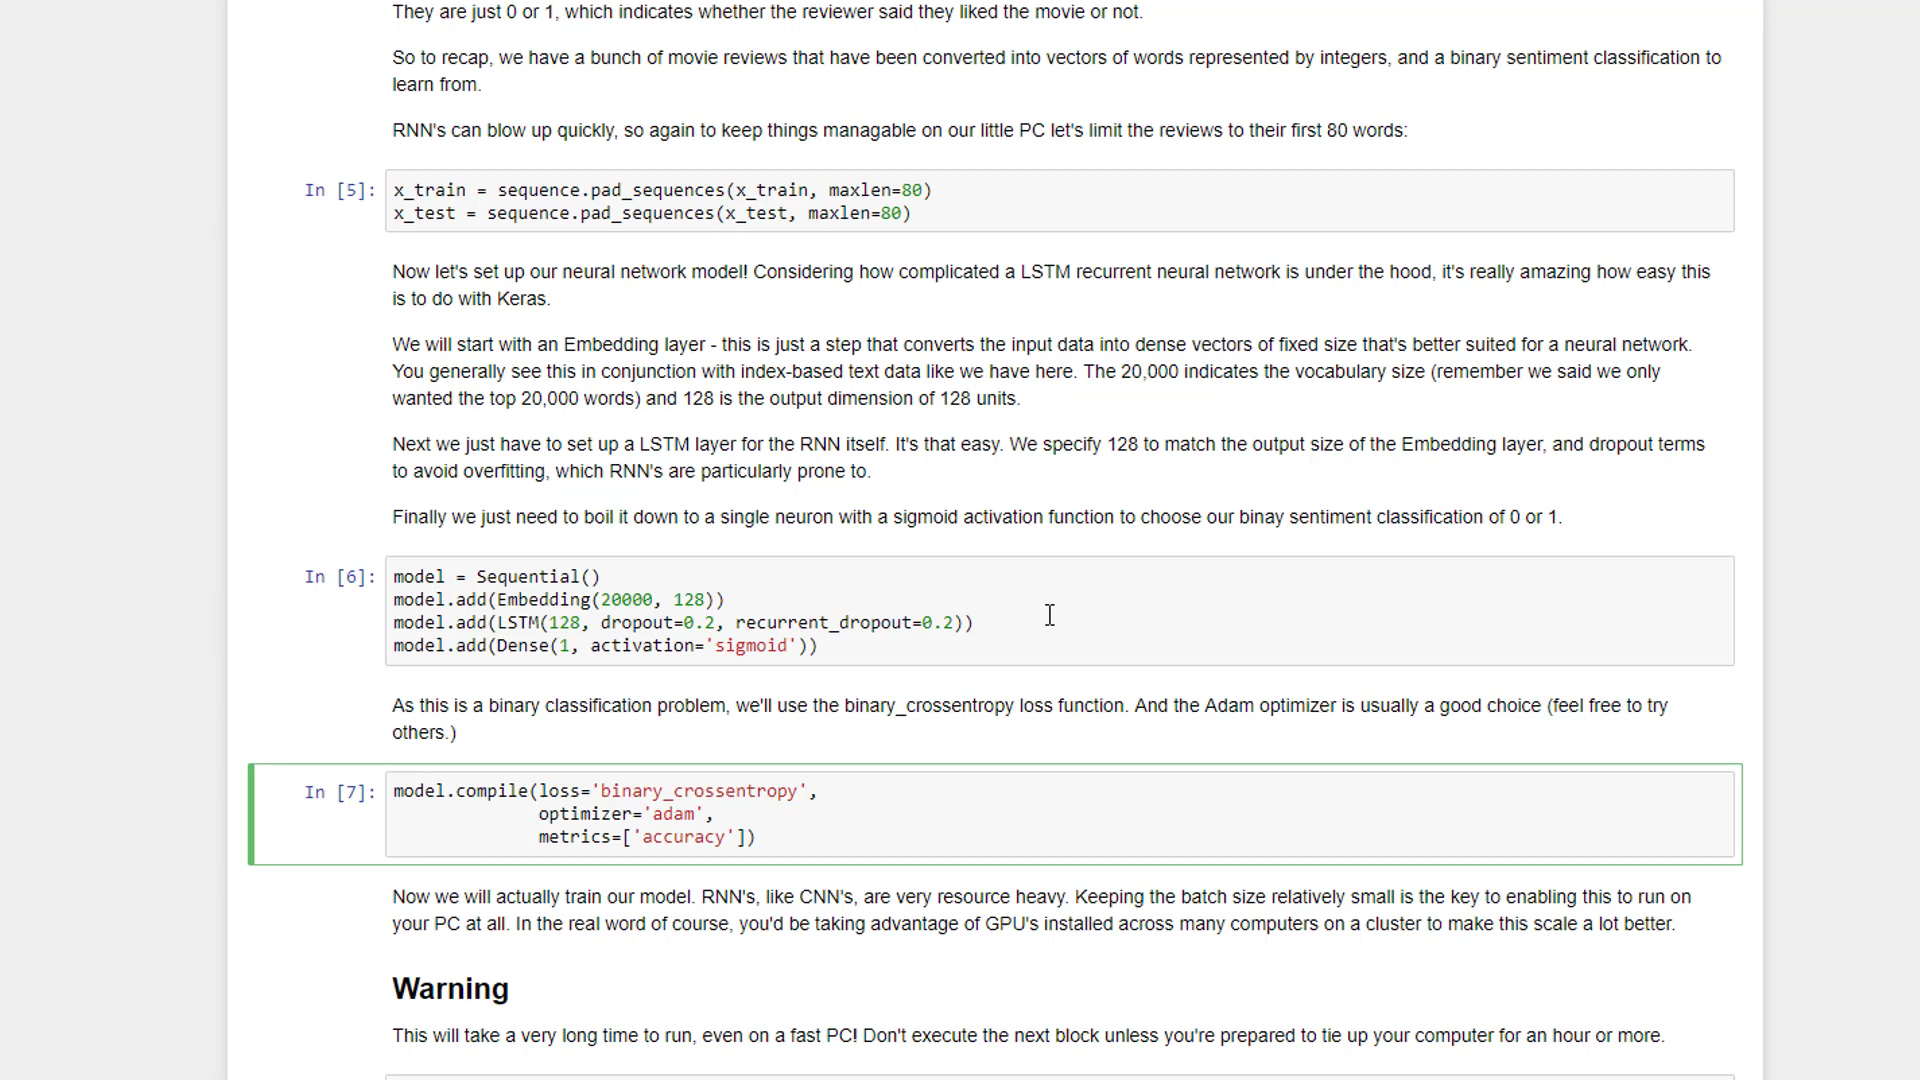 They are just 0 or 1, which indicates whether the reviewer said they liked the movie or not.
So to recap, we have a bunch of movie reviews that have been converted into vectors of words represented by integers, and a binary sentiment classification to
learn from.
RNN's can blow up quickly, so again to keep things managable on our little PC let's limit the reviews to their first 80 words:
In [5]:
x_train = sequence.pad_sequences(x_train, maxlen=80)
x_test = sequence.pad_sequences(x_test, maxlen=80)
Now let's set up our neural network model! Considering how complicated a LSTM recurrent neural network is under the hood, it's really amazing how easy this
is to do with Keras.
We will start with an Embedding layer - this is just a step that converts the input data into dense vectors of fixed size that's better suited for a neural network.
You generally see this in conjunction with index-based text data like we have here. The 20,000 indicates the vocabulary size (remember we said we only
wanted the top 20,000 words) and 128 is the output dimension of 128 units.
Next we just have to set up a LSTM layer for the RNN itself. It's that easy. We specify 128 to match the output size of the Embedding layer, and dropout terms
to avoid overfitting, which RNN's are particularly prone to.
Finally we just need to boil it down to a single neuron with a sigmoid activation function to choose our binay sentiment classification of 0 or 1.
In [6]:
model = Sequential()
model.add(Embedding(20000, 128))
model.add(LSTM(128, dropout=0.2, recurrent_dropout=0.2))
model.add(Dense(1, activation='sigmoid'))
As this is a binary classification problem, we'll use the binary_crossentropy loss function. And the Adam optimizer is usually a good choice (feel free to try
others.)
In [7]:
model.compile(loss='binary_crossentropy',
optimizer='adam',
metrics=['accuracy'])
Now we will actually train our model. RNN's, like CNN's, are very resource heavy. Keeping the batch size relatively small is the key to enabling this to run on
your PC at all. In the real word of course, you'd be taking advantage of GPU's installed across many computers on a cluster to make this scale a lot better.
Warning
This will take a very long time to run, even on a fast PC! Don't execute the next block unless you're prepared to tie up your computer for an hour or more.